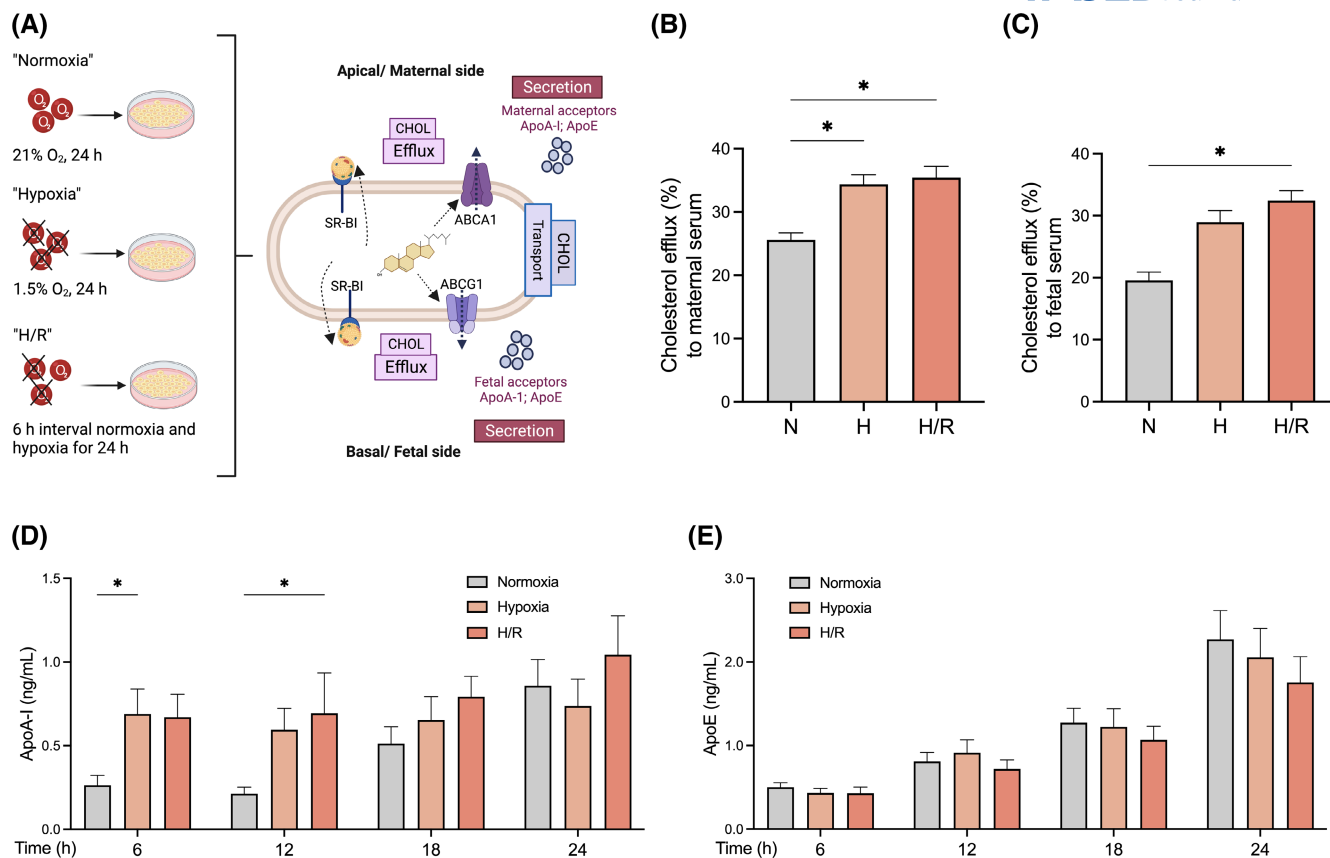 (A)
"Normoxia"
O₂
O₂
O₂
21% O₂, 24 h
"Hypoxia"
1.5% O₂, 24 h
"H/R"
O₂
6 h interval normoxia and
hypoxia for 24 h
Apical/ Maternal side
Secretion
Maternal acceptors
ApoA-I; ApoE
CHOL
Efflux
SR-BI
ABCA1
CHOL
Transport
SR-BI
ABCG1
CHOL
Efflux
Fetal acceptors
ApoA-1; ApoE
Secretion
Basal/ Fetal side
(B)
Cholesterol efflux (%)
to maternal serum
40
30
20
10
0
*
*
N H H/R
(C)
Cholesterol efflux (%)
to fetal serum
40
30
20
10
0
*
N H H/R
(D)
ApoA-I (ng/mL)
1.5
1.0
0.5
0.0
*
*
Normoxia
Hypoxia
H/R
Time (h) 6 12 18 24
(E)
ApoE (ng/mL)
3.0
2.0
1.0
0.0
Normoxia
Hypoxia
H/R
Time (h) 6 12 18 24